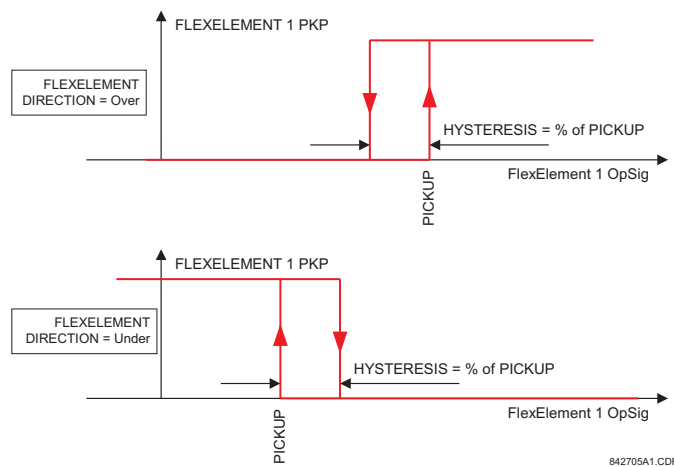 FLEXELEMENT 1 PKP
FLEXELEMENT
DIRECTION = Over
HYSTERESIS = % of PICKUP
FlexElement 1 OpSig
PICKUP
FLEXELEMENT 1 PKP
FLEXELEMENT
DIRECTION = Under
HYSTERESIS = % of PICKUP
FlexElement 1 OpSig
PICKUP
842705A1.CDR